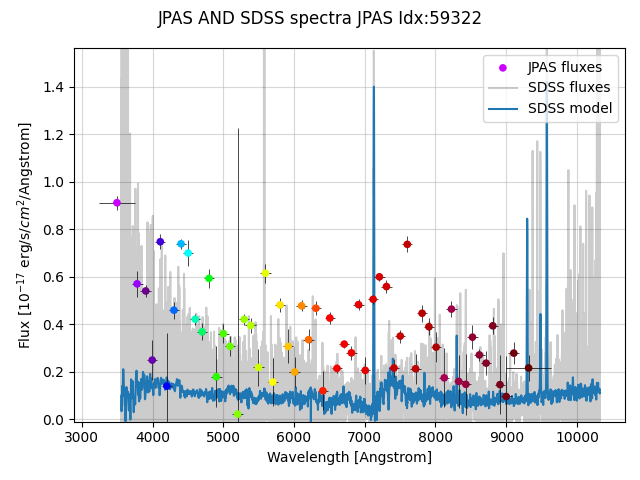 JPAS AND SDSS spectra JPAS Idx:59322
JPAS fluxes
SDSS fluxes
SDSS model
Flux [10⁻¹⁷ erg/s/cm²/Angstrom]
1.4
1.2
1.0
0.8
0.6
0.4
0.2
0.0
3000 4000 5000 6000 7000 8000 9000 10000
Wavelength [Angstrom]